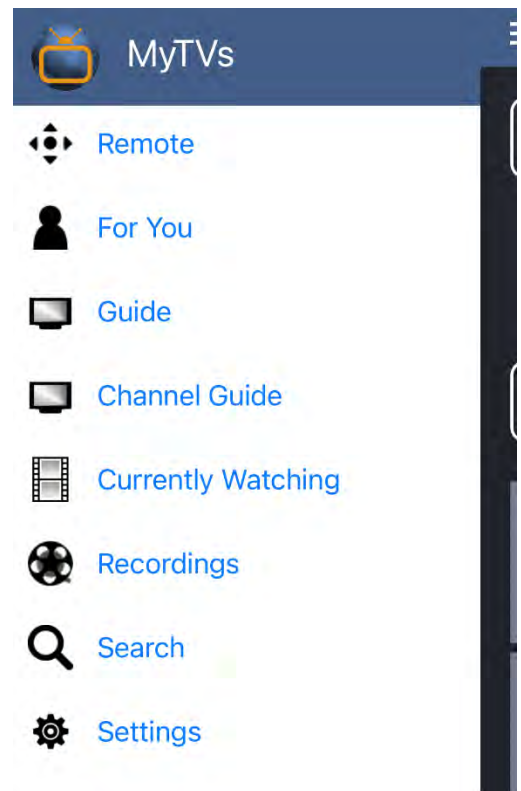 MyTVs
Remote
For You
Guide
Channel Guide
Currently Watching
Recordings
Search
Settings